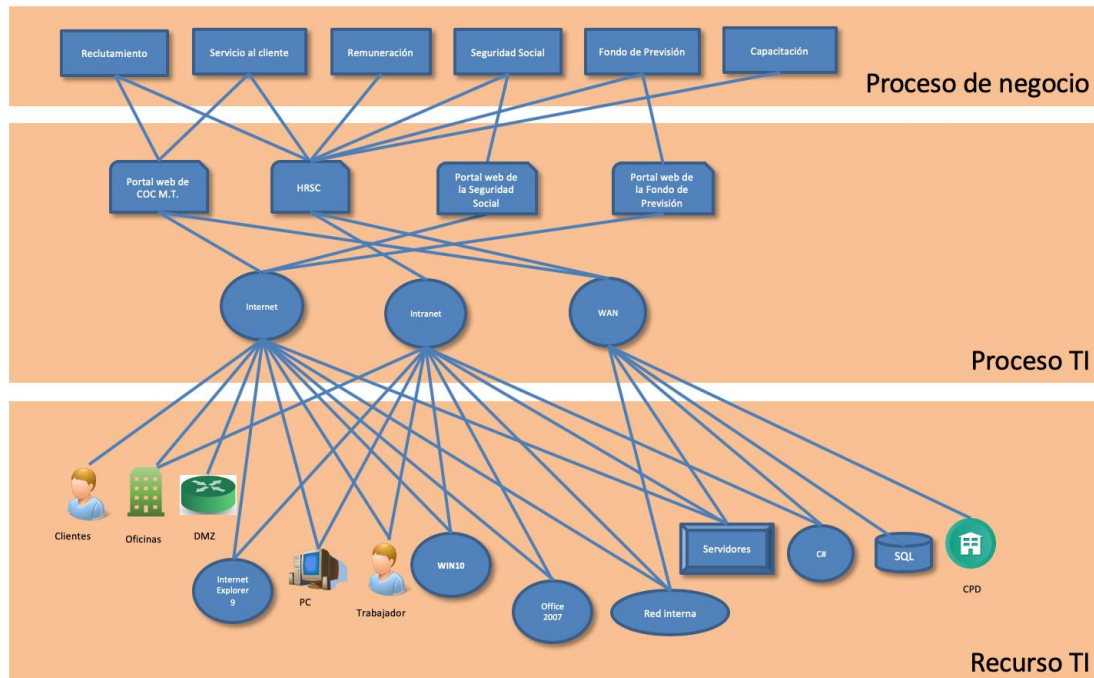 Reclutamiento
Servicio al cliente
Remuneración
Seguridad Social
Fondo de Previsión
Capacitación
Proceso de negocio
Portal web de
COC M.T.
HRSC
Portal web de
la Seguridad
Social
Portal web de
la Fondo de
Previsión
Internet
Intranet
WAN
Proceso TI
Clientes
Oficinas
DMZ
Internet
Explorer
9
PC
Trabajador
WIN10
Office
2007
Red interna
Servidores
C#
SQL
CPD
Recurso TI